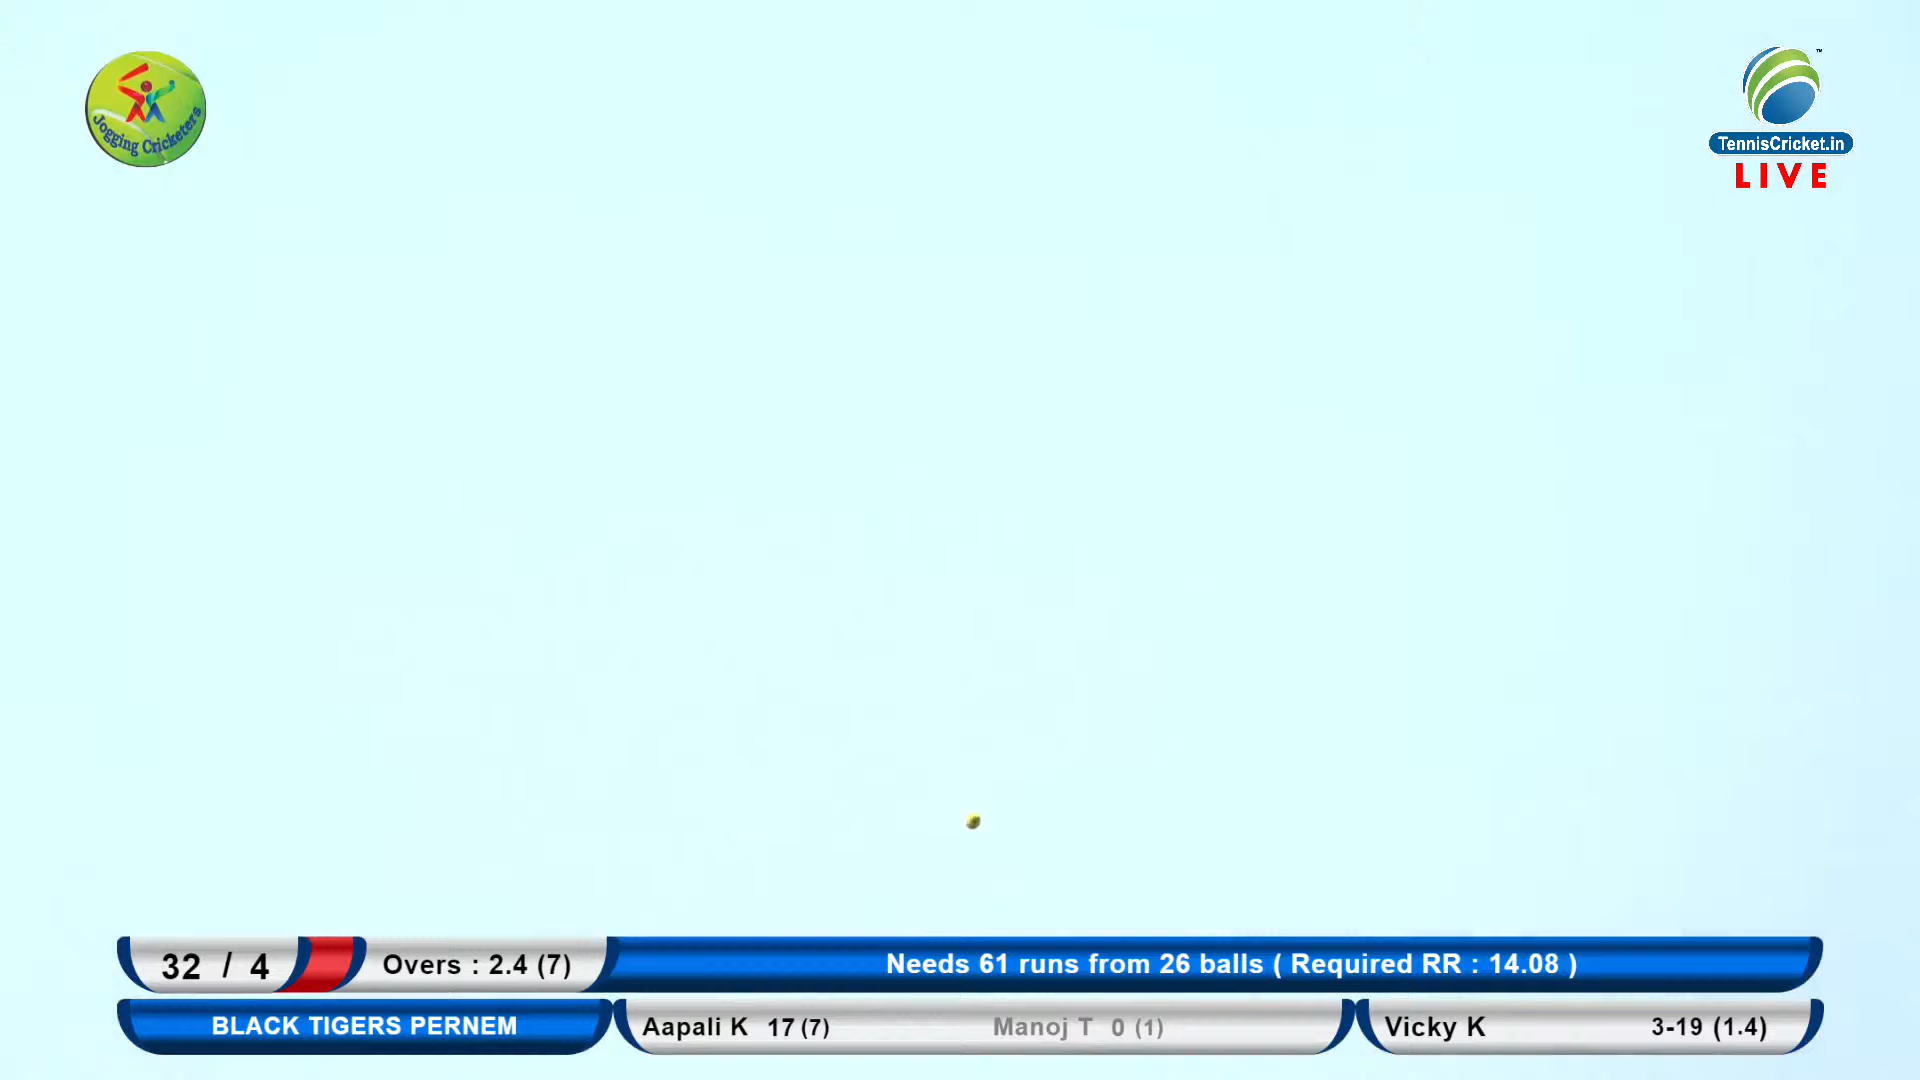 Jogging Cricketers
TennisCricket.in
LIVE
TM
32 / 4
Overs : 2.4 (7)
Needs 61 runs from 26 balls ( Required RR : 14.08 )
BLACK TIGERS PERNEM
Aapali K 17 (7)
Manoj T 0 (1)
Vicky K 3-19 (1.4)